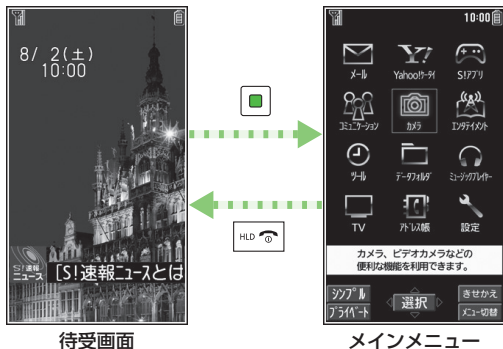 8/ 2(土)
10:00
S!速報
ニュース
[S!速報ニュースとは
待受画面
HLD
10:00
メール
Yahoo!ケータイ
S!アプリ
コミュニケーション
カメラ
エンタテイメント
ツール
データフォルダ
ミュージックプレイヤー
TV
アドレス帳
設定
カメラ、ビデオカメラなどの
便利な機能を利用できます。
シンプル
きせかえ
選択
プライベート
メニュー切替
メインメニュー